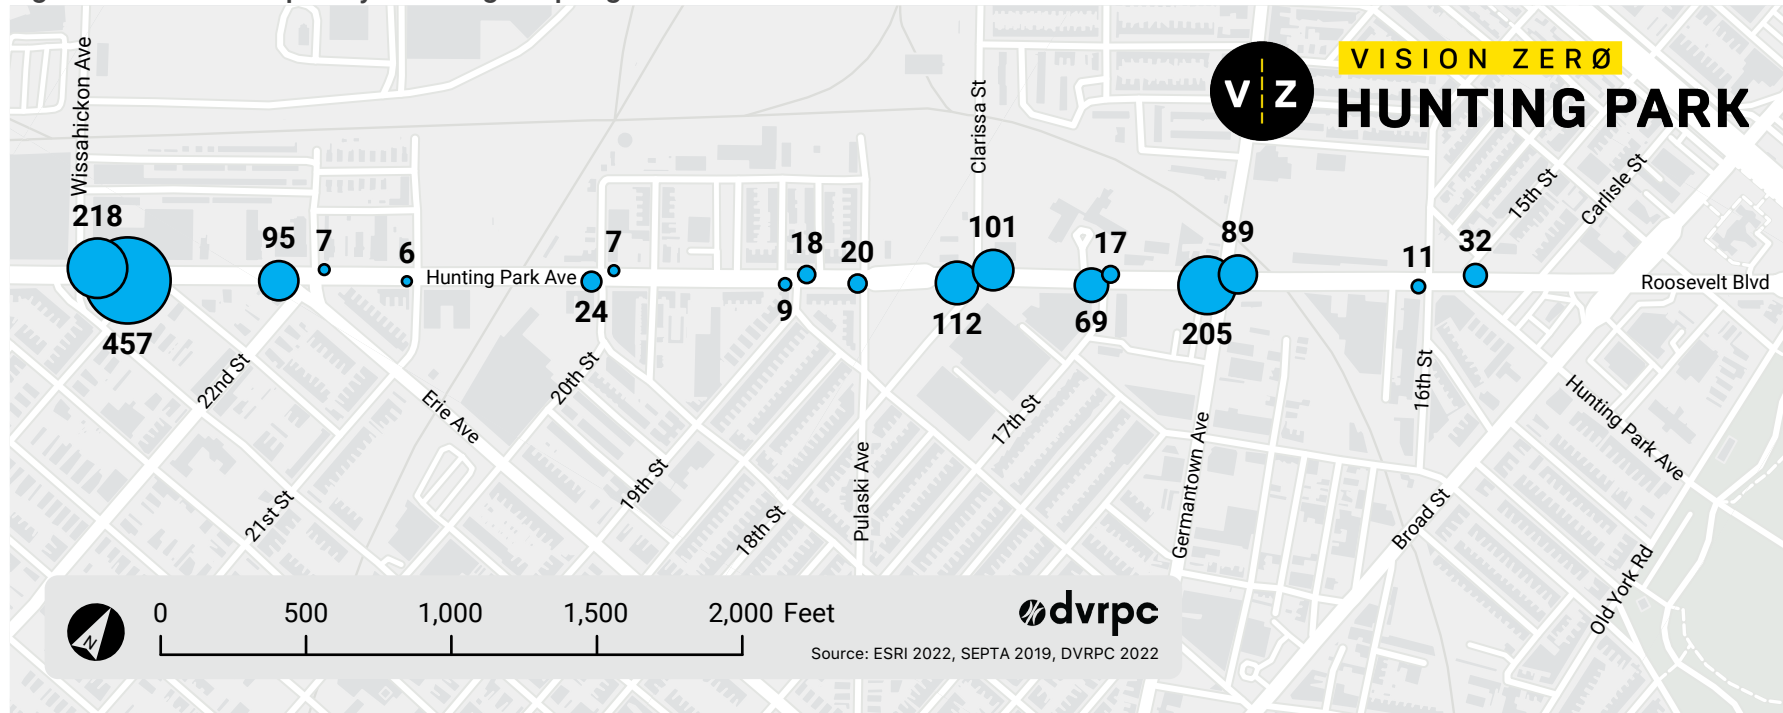 VISION ZERØ
V Z
HUNTING PARK
Wissahickon Ave
Clarissa St
15th St
Carlisle St
218
457
95
7
6
Hunting Park Ave
24
7
9
18
20
112
101
69
17
205
89
11
32
Roosevelt Blvd
22nd St
Erie Ave
20th St
17th St
16th St
Hunting Park Ave
21st St
19th St
18th St
Pulaski Ave
Germantown Ave
Broad St
Old York Rd
N
0 500 1,000 1,500 2,000 Feet
dvrpc
Source: ESRI 2022, SEPTA 2019, DVRPC 2022